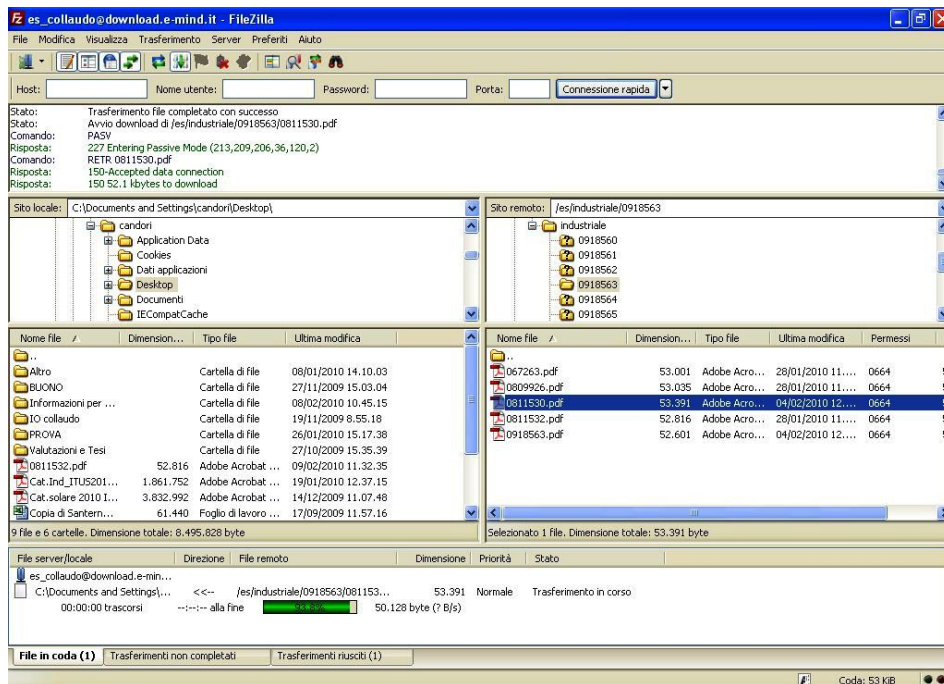 es_collaudo@download.e-mind.it - FileZilla
File Modifica Visualizza Trasferimento Server Preferiti Aiuto
Host: Nome utente: Password: Porta: Connessione rapida
Stato: Trasferimento file completato con successo
Stato: Avvio download di /es/industriale/0918563/0811530.pdf
Comando: PASV
Risposta: 227 Entering Passive Mode (213,209,206,36,120,2)
Comando: RETR 0811530.pdf
Risposta: 150-Accepted data connection
Risposta: 150 52.1 kbytes to download
Sito locale: C:\Documents and Settings\candori\Desktop\
candori
Application Data
Cookies
Dati applicazioni
Desktop
Documenti
IECompatCache
Sito remoto: /es/industriale/0918563
industriale
0918560
0918561
0918562
0918563
0918564
0918565
Nome file Dimension... Tipo file Ultima modifica
..
Altro Cartella di file 08/01/2010 14.10.03
BUONO Cartella di file 27/11/2009 15.03.04
Informazioni per ... Cartella di file 08/02/2010 10.45.15
IO collaudo Cartella di file 19/11/2009 8.55.18
PROVA Cartella di file 26/01/2010 15.17.38
Valutazioni e Tesi Cartella di file 27/10/2009 15.35.39
0811532.pdf 52.816 Adobe Acrobat ... 09/02/2010 11.32.35
Cat.Ind_ITUS201... 1.861.752 Adobe Acrobat ... 19/01/2010 12.37.15
Cat.solare 2010 I... 3.832.992 Adobe Acrobat ... 14/12/2009 11.07.48
Copia di Santern... 61.440 Foglio di lavoro ... 17/09/2009 11.57.16
9 file e 6 cartelle. Dimensione totale: 8.495.828 byte
Nome file Dimension... Tipo file Ultima modifica Permessi
..
067263.pdf 53.001 Adobe Acro... 28/01/2010 11.... 0664
0809926.pdf 53.035 Adobe Acro... 28/01/2010 11.... 0664
0811530.pdf 53.391 Adobe Acro... 04/02/2010 12.... 0664
0811532.pdf 52.816 Adobe Acro... 28/01/2010 11.... 0664
0918563.pdf 52.601 Adobe Acro... 04/02/2010 12.... 0664
Selezionato 1 file. Dimensione totale: 53.391 byte
File server/locale Direzione File remoto Dimensione Priorità Stato
es_collaudo@download.e-min...
C:\Documents and Settings\... <<-- /es/industriale/0918563/081153... 53.391 Normale Trasferimento in corso
00:00:00 trascorsi --:--:-- alla fine 93.8% 50.128 byte (? B/s)
File in coda (1) Trasferimenti non completati Trasferimenti riusciti (1)
Coda: 53 KiB